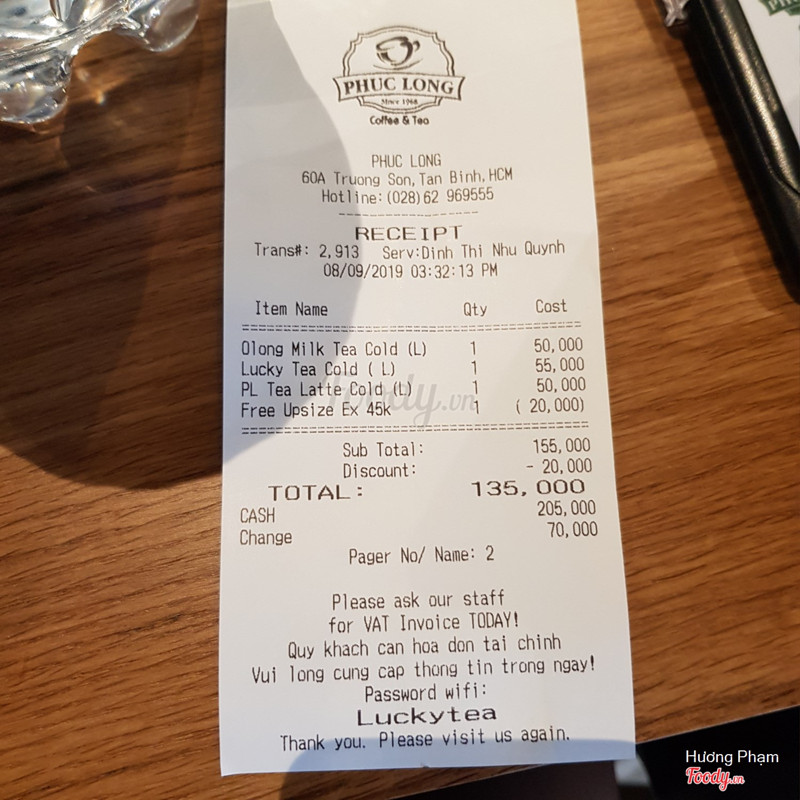 PHUC LONG
Since 1968
Coffee & Tea
PHUC LONG
60A Truong Son, Tan Binh, HCM
Hotline:(028)62 969555
--------------------
RECEIPT
Trans#: 2,913 Serv:Dinh Thi Nhu Quynh
08/09/2019 03:32:13 PM
Item Name Qty Cost
========================================
Olong Milk Tea Cold (L) 1 50,000
Lucky Tea Cold ( L) 1 55,000
PL Tea Latte Cold (L) 1 50,000
Free Upsize Ex 45k 1 ( 20,000)
========================================
Sub Total: 155,000
Discount: - 20,000
TOTAL: 135,000
CASH 205,000
Change 70,000
Pager No/ Name: 2
Please ask our staff
for VAT Invoice TODAY!
Quy khach can hoa don tai chinh
Vui long cung cap thong tin trong ngay!
Password wifi:
Luckytea
Thank you. Please visit us again.
Foody.vn
Hương Phạm
Foody.vn